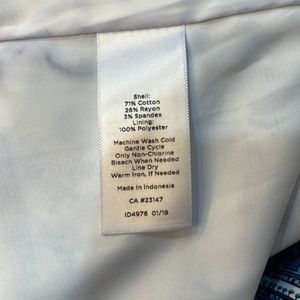 Shell:
71% Cotton
26% Rayon
3% Spandex
Lining:
100% Polyester
Machine Wash Cold
Gentle Cycle
Only Non-Chlorine
Bleach When Needed
Line Dry
Warm Iron, If Needed
Made In Indonesia
CA #23147
ID4976 01/19